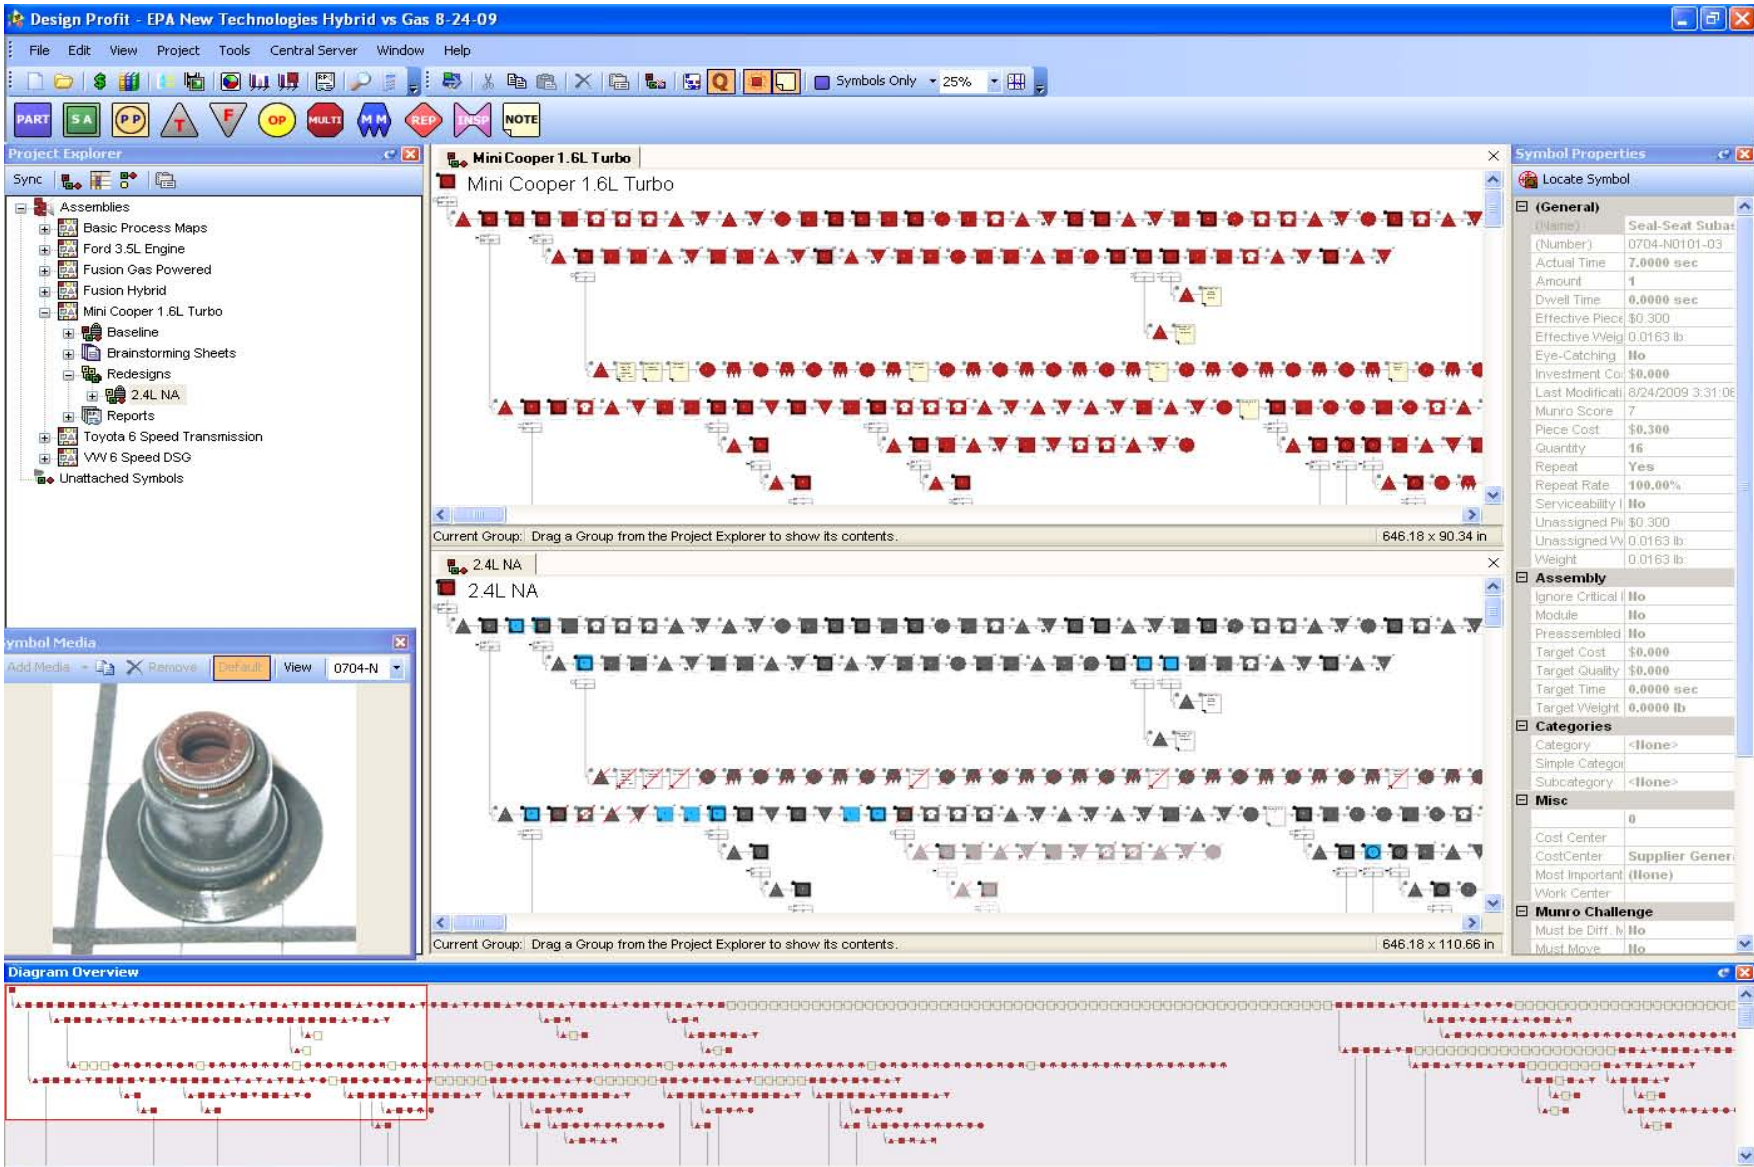 Design Profit - EPA New Technologies Hybrid vs Gas 8-24-09
File Edit View Project Tools Central Server Window Help
Symbols Only 25%
PART S A P P T F OP MULTI M M REP INSP NOTE
Project Explorer
Sync
Assemblies
Basic Process Maps
Ford 3.5L Engine
Fusion Gas Powered
Fusion Hybrid
Mini Cooper 1.6L Turbo
Baseline
Brainstorming Sheets
Redesigns
2.4L NA
Reports
Toyota 6 Speed Transmission
VW 6 Speed DSG
Unattached Symbols
ymbol Media
Add Media Remove Default View 0704-N
Mini Cooper 1.6L Turbo
Mini Cooper 1.6L Turbo
Current Group: Drag a Group from the Project Explorer to show its contents. 646.18 x 90.34 in
2.4L NA
2.4L NA
Current Group: Drag a Group from the Project Explorer to show its contents. 646.18 x 110.66 in
Symbol Properties
Locate Symbol
(General)
(Name) Seal-Seat Subas
(Number) 0704-N0101-03
Actual Time 7.0000 sec
Amount 1
Dwell Time 0.0000 sec
Effective Piece $0.300
Effective Weig 0.0163 lb
Eye-Catching No
Investment Co $0.000
Last Modificati 8/24/2009 3:31:06
Munro Score 7
Piece Cost $0.300
Quantity 16
Repeat Yes
Repeat Rate 100.00%
Serviceability I No
Unassigned Pi $0.300
Unassigned W 0.0163 lb
Weight 0.0163 lb
Assembly
Ignore Critical I No
Module No
Preassembled No
Target Cost $0.000
Target Quality $0.000
Target Time 0.0000 sec
Target Weight 0.0000 lb
Categories
Category <None>
Simple Catego
Subcategory <None>
Misc
0
Cost Center
CostCenter Supplier Gener
Most Important (None)
Work Center
Munro Challenge
Must be Diff. M No
Must Move No
Diagram Overview